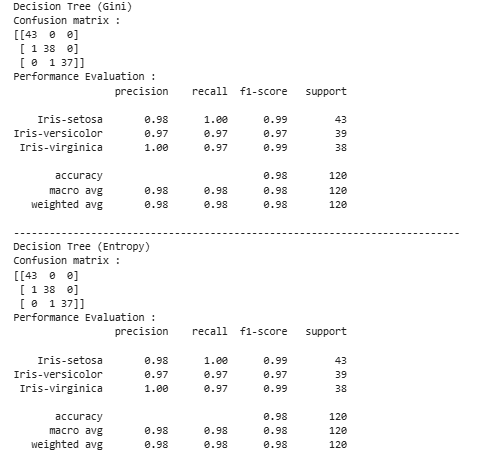 Decision Tree (Gini)
Confusion matrix :
[[43  0  0]
 [ 1 38  0]
 [ 0  1 37]]
Performance Evaluation :
                 precision    recall  f1-score   support

    Iris-setosa       0.98      1.00      0.99        43
Iris-versicolor       0.97      0.97      0.97        39
 Iris-virginica       1.00      0.97      0.99        38

       accuracy                           0.98       120
      macro avg       0.98      0.98      0.98       120
   weighted avg       0.98      0.98      0.98       120

---------------------------------------------------------------------------
Decision Tree (Entropy)
Confusion matrix :
[[43  0  0]
 [ 1 38  0]
 [ 0  1 37]]
Performance Evaluation :
                 precision    recall  f1-score   support

    Iris-setosa       0.98      1.00      0.99        43
Iris-versicolor       0.97      0.97      0.97        39
 Iris-virginica       1.00      0.97      0.99        38

       accuracy                           0.98       120
      macro avg       0.98      0.98      0.98       120
   weighted avg       0.98      0.98      0.98       120